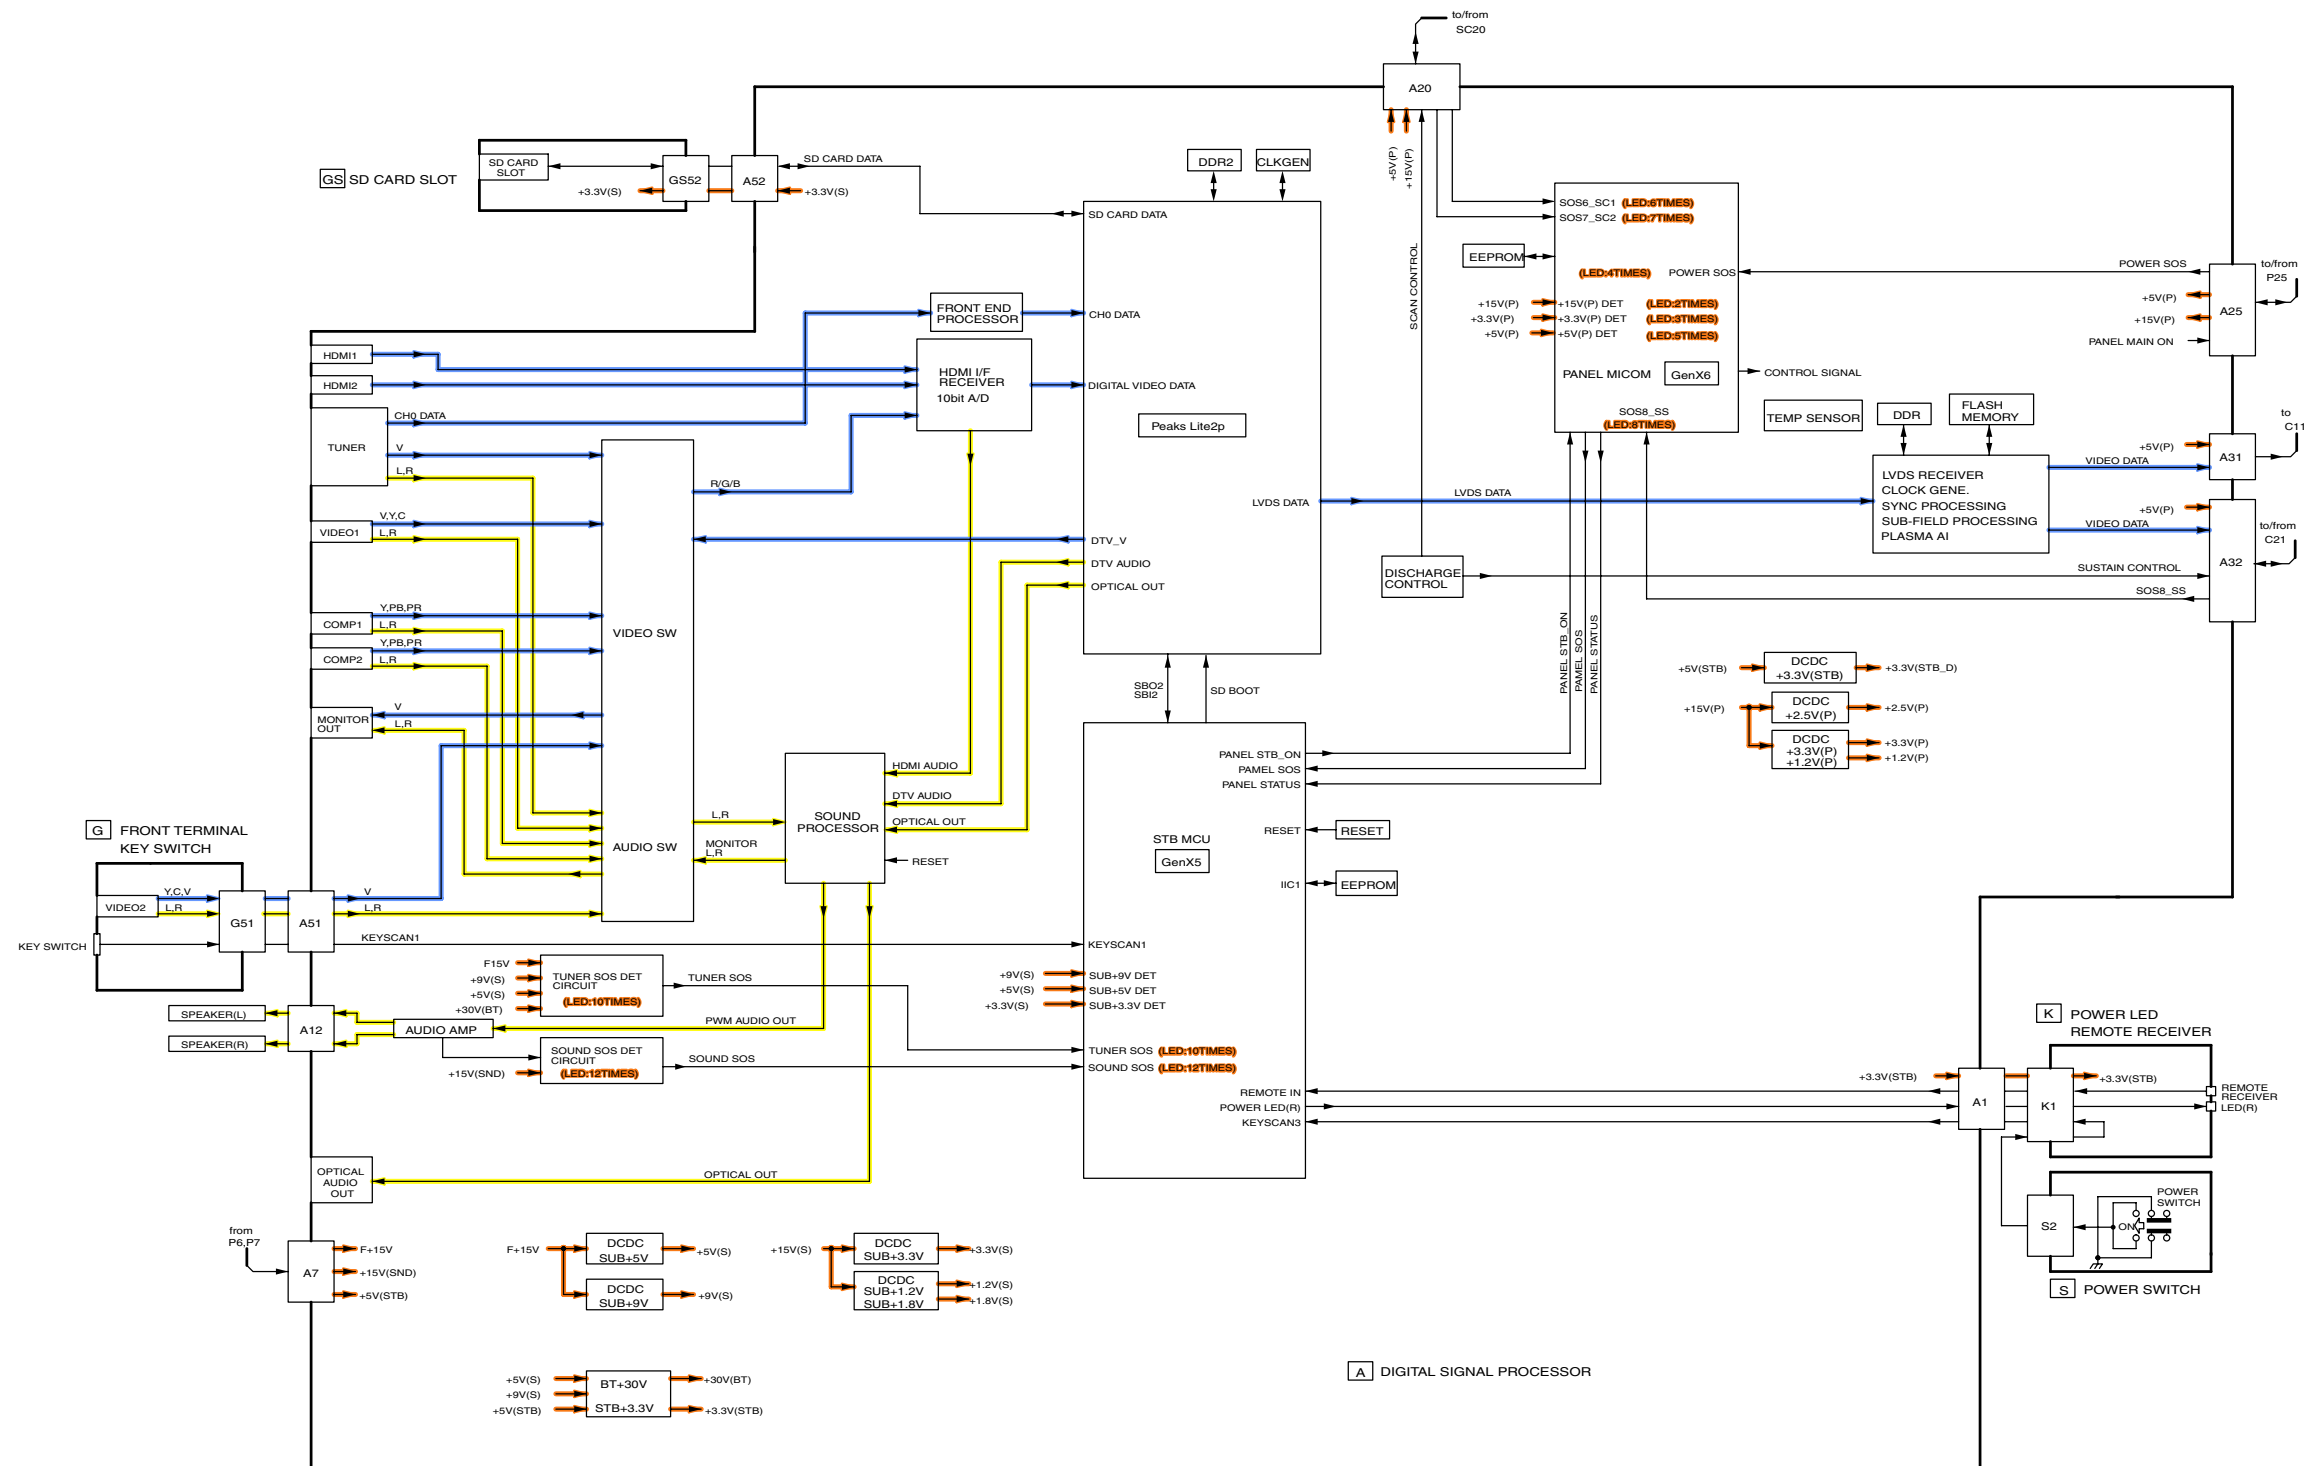 to/from
SC20
A20
+5V(P)
+15V(P)
SCAN CONTROL
GS SD CARD SLOT
SD CARD
SLOT
+3.3V(S)
GS52
A52
SD CARD DATA
+3.3V(S)
DDR2
CLKGEN
SD CARD DATA
CH0 DATA
DIGITAL VIDEO DATA
Peaks Lite2p
LVDS DATA
DTV_V
DTV AUDIO
OPTICAL OUT
FRONT END
PROCESSOR
HDMI I/F
RECEIVER
10bit A/D
HDMI1
HDMI2
TUNER
CH0 DATA
V
L,R
VIDEO1
V,Y,C
L,R
COMP1
Y,PB,PR
L,R
COMP2
Y,PB,PR
L,R
MONITOR
OUT
V
L,R
VIDEO SW
AUDIO SW
R/G/B
L,R
MONITOR
L,R
SOUND
PROCESSOR
HDMI AUDIO
DTV AUDIO
OPTICAL OUT
RESET
EEPROM
SOS6_SC1 (LED:6TIMES)
SOS7_SC2 (LED:7TIMES)
(LED:4TIMES) POWER SOS
+15V(P) +15V(P) DET (LED:2TIMES)
+3.3V(P) +3.3V(P) DET (LED:3TIMES)
+5V(P) +5V(P) DET (LED:5TIMES)
PANEL MICOM GenX6
SOS8_SS
(LED:8TIMES)
CONTROL SIGNAL
TEMP SENSOR
DDR
FLASH
MEMORY
LVDS DATA
LVDS RECEIVER
CLOCK GENE.
SYNC PROCESSING
SUB-FIELD PROCESSING
PLASMA AI
POWER SOS
+5V(P)
+15V(P)
PANEL MAIN ON
A25
to/from
P25
+5V(P)
VIDEO DATA
A31
to
C11
+5V(P)
VIDEO DATA
SUSTAIN CONTROL
SOS8_SS
A32
to/from
C21
DISCHARGE
CONTROL
PANEL STB_ON
PAMEL SOS
PANEL STATUS
+5V(STB)
DCDC
+3.3V(STB)
+3.3V(STB_D)
+15V(P)
DCDC
+2.5V(P)
+2.5V(P)
DCDC
+3.3V(P)
+1.2V(P)
+3.3V(P)
+1.2V(P)
SBO2
SBI2
SD BOOT
PANEL STB_ON
PAMEL SOS
PANEL STATUS
RESET
RESET
STB MCU
GenX5
IIC1
EEPROM
KEYSCAN1
+9V(S) SUB+9V DET
+5V(S) SUB+5V DET
+3.3V(S) SUB+3.3V DET
TUNER SOS (LED:10TIMES)
SOUND SOS (LED:12TIMES)
REMOTE IN
POWER LED(R)
KEYSCAN3
G FRONT TERMINAL
KEY SWITCH
VIDEO2
Y,C,V
L,R
KEY SWITCH
G51
A51
V
L,R
KEYSCAN1
F15V
+9V(S)
+5V(S)
+30V(BT)
TUNER SOS DET
CIRCUIT
(LED:10TIMES)
TUNER SOS
SPEAKER(L)
SPEAKER(R)
A12
AUDIO AMP
PWM AUDIO OUT
+15V(SND)
SOUND SOS DET
CIRCUIT
(LED:12TIMES)
SOUND SOS
OPTICAL
AUDIO
OUT
OPTICAL OUT
from
P6,P7
A7
F+15V
+15V(SND)
+5V(STB)
F+15V
DCDC
SUB+5V
+5V(S)
DCDC
SUB+9V
+9V(S)
+15V(S)
DCDC
SUB+3.3V
+3.3V(S)
DCDC
SUB+1.2V
SUB+1.8V
+1.2V(S)
+1.8V(S)
+5V(S)
+9V(S)
+5V(STB)
BT+30V
STB+3.3V
+30V(BT)
+3.3V(STB)
K POWER LED
REMOTE RECEIVER
+3.3V(STB)
A1
K1
+3.3V(STB)
REMOTE
RECEIVER
LED(R)
S2
POWER
SWITCH
ON
S POWER SWITCH
A DIGITAL SIGNAL PROCESSOR